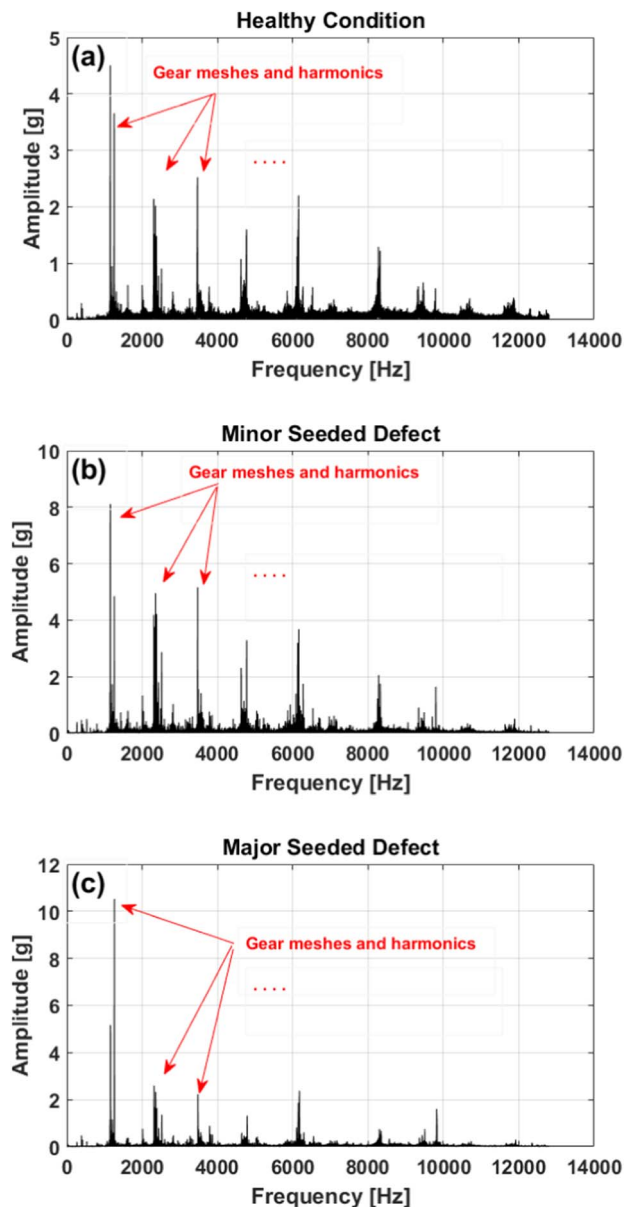 Healthy Condition
(a)
Gear meshes and harmonics
....
5
4
3
2
1
0
Amplitude [g]
0 2000 4000 6000 8000 10000 12000 14000
Frequency [Hz]
Minor Seeded Defect
(b)
Gear meshes and harmonics
....
10
8
6
4
2
0
Amplitude [g]
0 2000 4000 6000 8000 10000 12000 14000
Frequency [Hz]
Major Seeded Defect
(c)
Gear meshes and harmonics
....
12
10
8
6
4
2
0
Amplitude [g]
0 2000 4000 6000 8000 10000 12000 14000
Frequency [Hz]